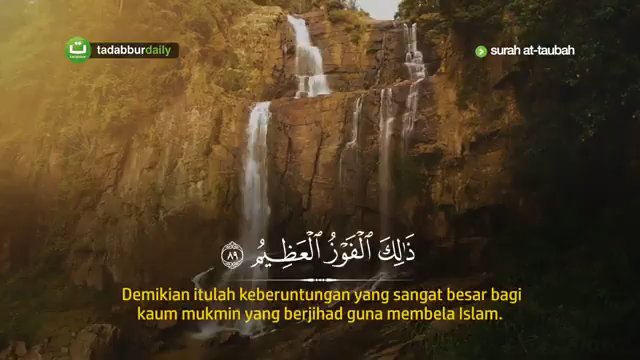 tadabburdaily
surah at-taubah
ذَٰلِكَ ٱلْفَوْزُ ٱلْعَظِيمُ ٨٩
Demikian itulah keberuntungan yang sangat besar bagi
kaum mukmin yang berjihad guna membela Islam.